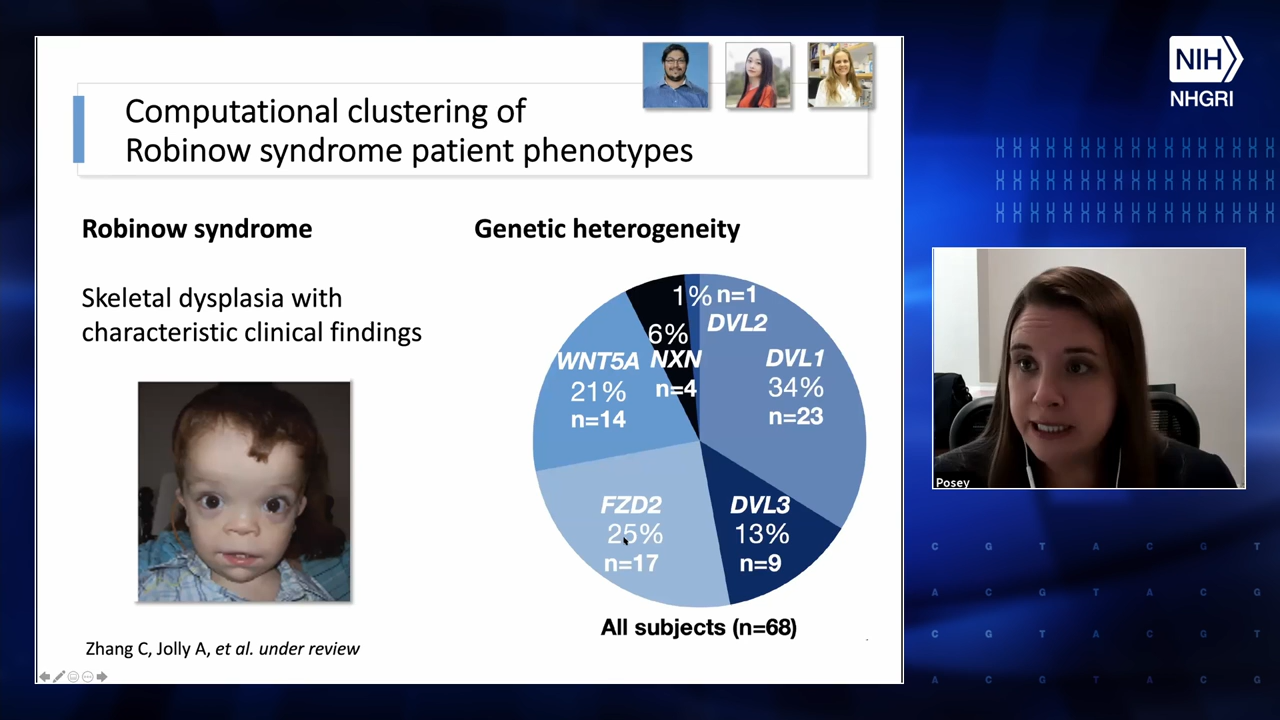 Computational clustering of
Robinow syndrome patient phenotypes
Robinow syndrome
Genetic heterogeneity
Skeletal dysplasia with
characteristic clinical findings
1% n=1
DVL2
6%
NXN
n=4
WNT5A
21%
n=14
DVL1
34%
n=23
FZD2
25%
n=17
DVL3
13%
n=9
All subjects (n=68)
Zhang C, Jolly A, et al. under review
NIH
NHGRI
Posey
C G T A C G T
A C G T A C G
C G T A C G T
A C G T A C G